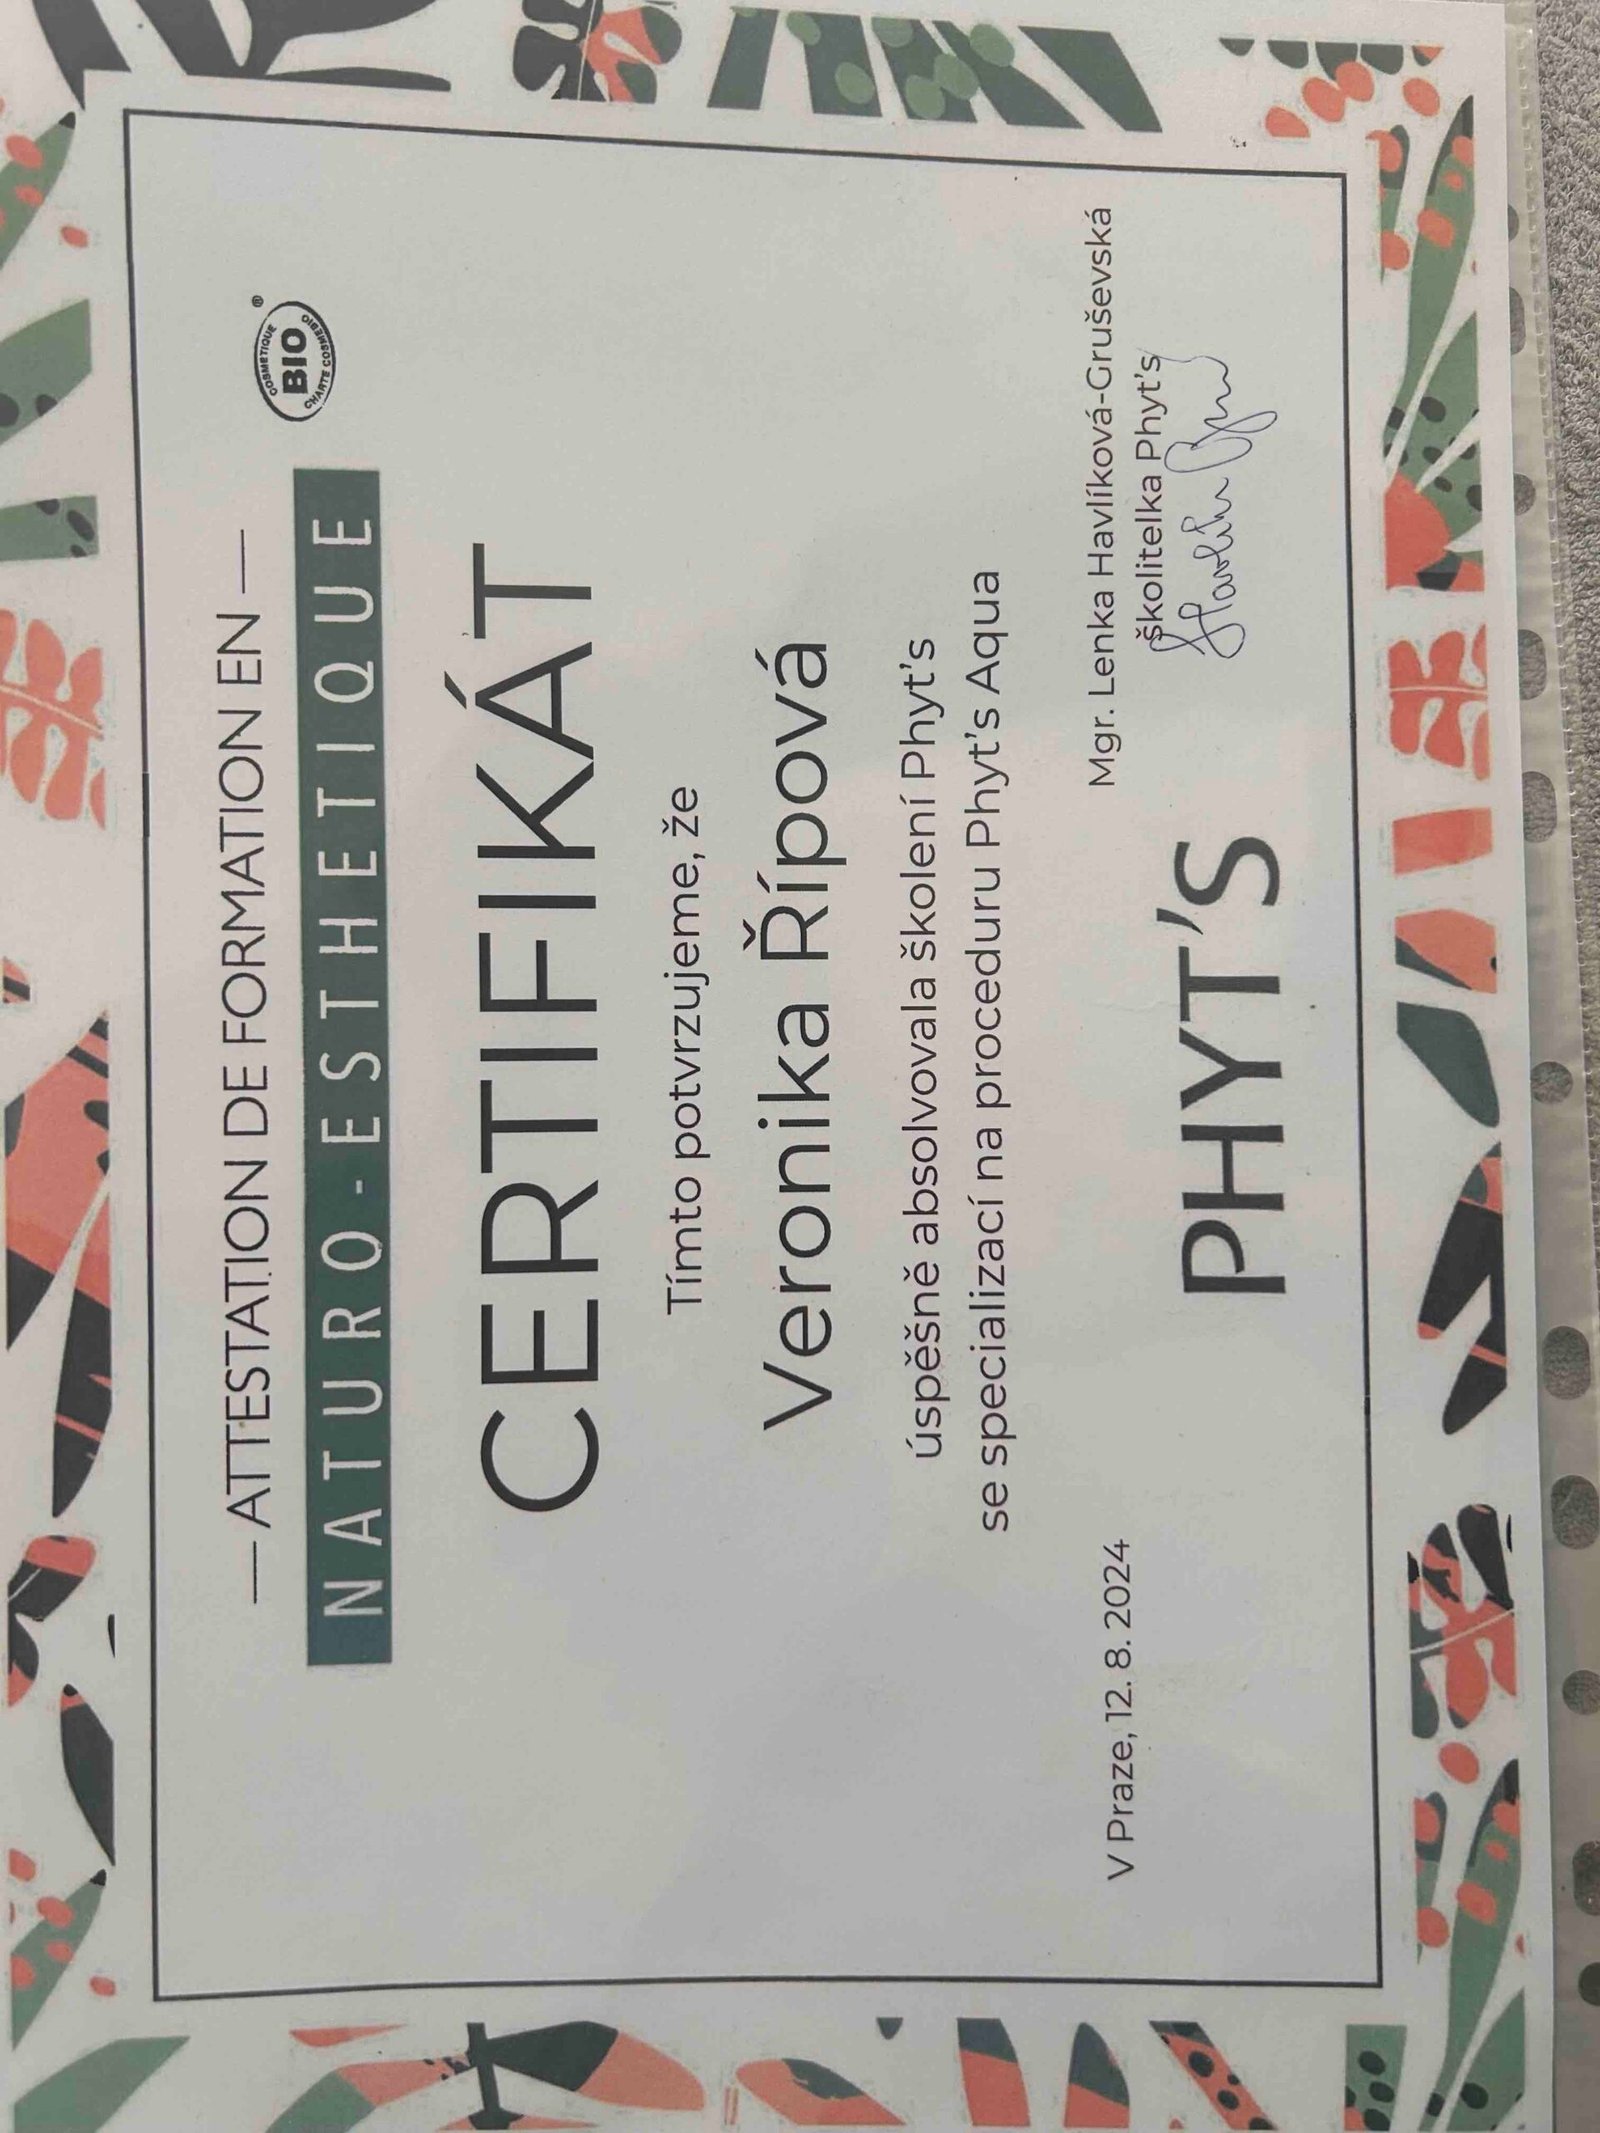 — ATTESTATION DE FORMATION EN —
NATURO-ESTHETIQUE
COSMETIQUE
BIO
CHARTE COSMEBIO
®
CERTIFIKÁT
Tímto potvrzujeme, že
Veronika Řípová
úspěšně absolvovala školení Phyt's
se specializací na proceduru Phyt's Aqua
V Praze, 12. 8. 2024
Mgr. Lenka Havlíková-Gruševská
školitelka Phyt's
PHYT'S